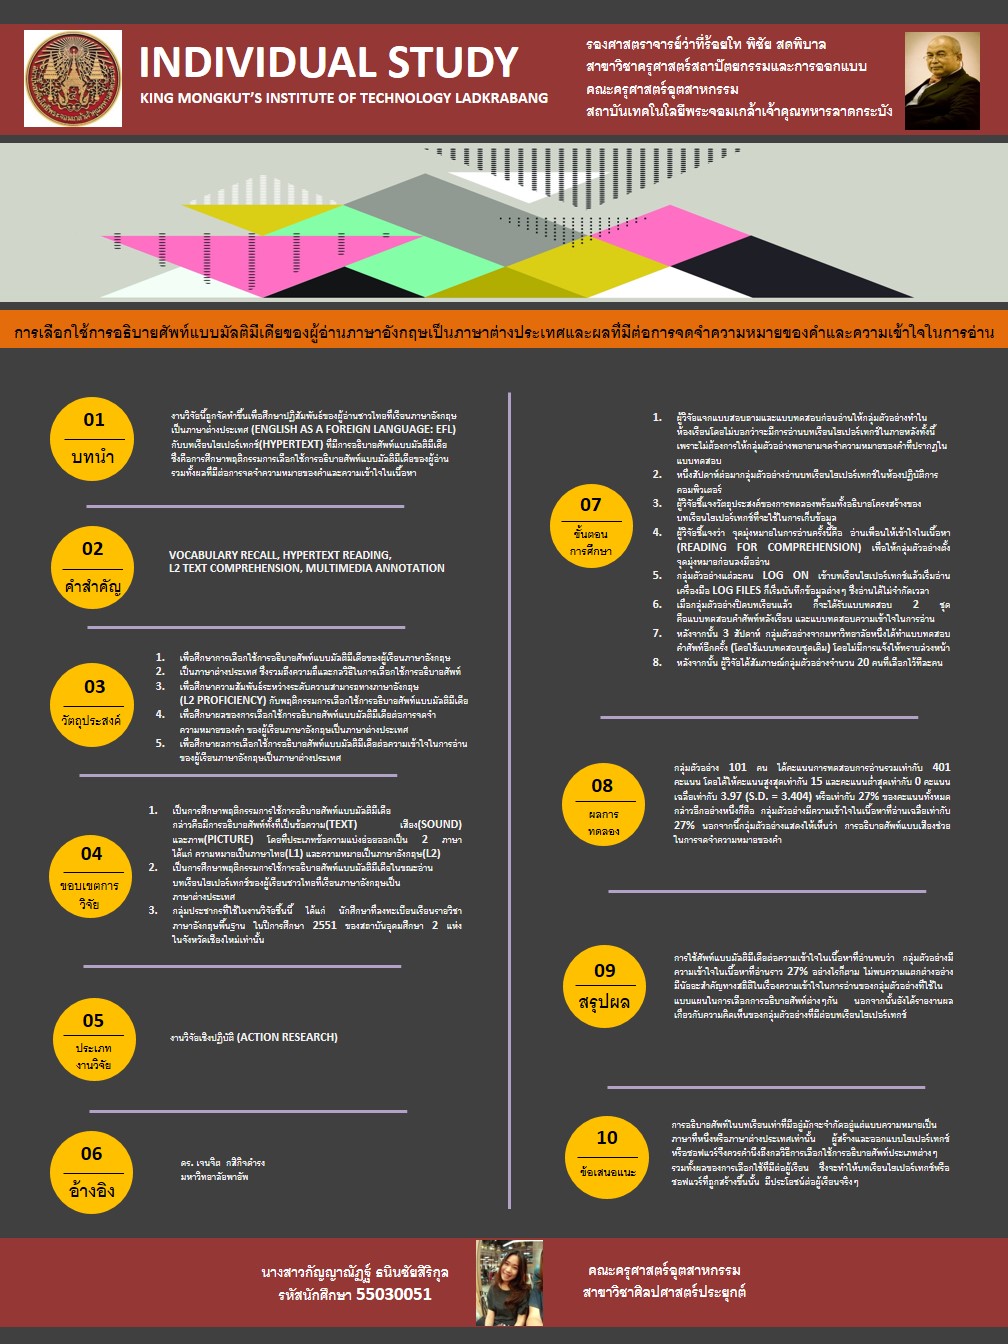 INDIVIDUAL STUDY
KING MONGKUT'S INSTITUTE OF TECHNOLOGY LADKRABANG
รองศาสตราจารย์ว่าที่ร้อยโท พิชัย สดพิบาล
สาขาวิชาครุศาสตร์สถาปัตยกรรมและการออกแบบ
คณะครุศาสตร์อุตสาหกรรม
สถาบันเทคโนโลยีพระจอมเกล้าเจ้าคุณทหารลาดกระบัง
การเลือกใช้การอธิบายศัพท์แบบมัลติมีเดียของผู้อ่านภาษาอังกฤษเป็นภาษาต่างประเทศและผลที่มีต่อการจดจำความหมายของคำและความเข้าใจในการอ่าน
01
บทนำ
งานวิจัยนี้ถูกจัดทำขึ้นเพื่อศึกษาปฏิสัมพันธ์ของผู้อ่านชาวไทยที่เรียนภาษาอังกฤษ
เป็นภาษาต่างประเทศ (ENGLISH AS A FOREIGN LANGUAGE: EFL)
กับบทเรียนไฮเปอร์เทกซ์(HYPERTEXT) ที่มีการอธิบายศัพท์แบบมัลติมีเดีย
ซึ่งคือการศึกษาพฤติกรรมการเลือกใช้การอธิบายศัพท์แบบมัลติมีเดียของผู้อ่าน
รวมทั้งผลที่มีต่อการจดจำความหมายของคำและความเข้าใจในเนื้อหา
02
คำสำคัญ
VOCABULARY RECALL, HYPERTEXT READING,
L2 TEXT COMPREHENSION, MULTIMEDIA ANNOTATION
03
วัตถุประสงค์
1. เพื่อศึกษาการเลือกใช้การอธิบายศัพท์แบบมัลติมีเดียของผู้เรียนภาษาอังกฤษ
2. เป็นภาษาต่างประเทศ ซึ่งรวมถึงความถี่และกลวิธีในการเลือกใช้การอธิบายศัพท์
3. เพื่อศึกษาความสัมพันธ์ระหว่างระดับความสามารถทางภาษาอังกฤษ
(L2 PROFICIENCY) กับพฤติกรรมการเลือกใช้การอธิบายศัพท์แบบมัลติมีเดีย
4. เพื่อศึกษาผลของการเลือกใช้การอธิบายศัพท์แบบมัลติมีเดียต่อการจดจำ
ความหมายของคำ ของผู้เรียนภาษาอังกฤษเป็นภาษาต่างประเทศ
5. เพื่อศึกษาผลการเลือกใช้การอธิบายศัพท์แบบมัลติมีเดียต่อความเข้าใจในการอ่าน
ของผู้เรียนภาษาอังกฤษเป็นภาษาต่างประเทศ
04
ขอบเขตการ
วิจัย
1. เป็นการศึกษาพฤติกรรมการใช้การอธิบายศัพท์แบบมัลติมีเดีย
กล่าวคือมีการอธิบายศัพท์ทั้งที่เป็นข้อความ(TEXT) เสียง(SOUND)
และภาพ(PICTURE) โดยที่ประเภทข้อความแบ่งย่อยออกเป็น 2 ภาษา
ได้แก่ ความหมายเป็นภาษาไทย(L1) และความหมายเป็นภาษาอังกฤษ(L2)
2. เป็นการศึกษาพฤติกรรมการใช้การอธิบายศัพท์แบบมัลติมีเดียในขณะอ่าน
บทเรียนไฮเปอร์เทกซ์ของผู้เรียนชาวไทยที่เรียนภาษาอังกฤษเป็น
ภาษาต่างประเทศ
3. กลุ่มประชากรที่ใช้ในงานวิจัยชิ้นนี้ ได้แก่ นักศึกษาที่ลงทะเบียนเรียนรายวิชา
ภาษาอังกฤษพื้นฐาน ในปีการศึกษา 2551 ของสถาบันอุดมศึกษา 2 แห่ง
ในจังหวัดเชียงใหม่เท่านั้น
05
ประเภท
งานวิจัย
งานวิจัยเชิงปฏิบัติ (ACTION RESEARCH)
06
อ้างอิง
ดร. เจนจิต กสิกิจดำรง
มหาวิทยาลัยพายัพ
1. ผู้วิจัยแจกแบบสอบถามและแบบทดสอบก่อนอ่านให้กลุ่มตัวอย่างทำใน
ห้องเรียนโดยไม่บอกว่าจะมีการอ่านบทเรียนไฮเปอร์เทกซ์ในภายหลังทั้งนี้
เพราะไม่ต้องการให้กลุ่มตัวอย่างพยายามจดจำความหมายของคำที่ปรากฏใน
แบบทดสอบ
2. หนึ่งสัปดาห์ต่อมากลุ่มตัวอย่างอ่านบทเรียนไฮเปอร์เทกซ์ในห้องปฏิบัติการ
คอมพิวเตอร์
3. ผู้วิจัยชี้แจงวัตถุประสงค์ของการทดลองพร้อมทั้งอธิบายโครงสร้างของ
บทเรียนไฮเปอร์เทกซ์ที่จะใช้ในการเก็บข้อมูล
4. ผู้วิจัยชี้แจงว่า จุดมุ่งหมายในการอ่านครั้งนี้คือ อ่านเพื่อนให้เข้าใจในเนื้อหา
(READING FOR COMPREHENSION) เพื่อให้กลุ่มตัวอย่างตั้ง
จุดมุ่งหมายก่อนลงมืออ่าน
5. กลุ่มตัวอย่างแต่ละคน LOG ON เข้าบทเรียนไฮเปอร์เทกซ์แล้วเริ่มอ่าน
เครื่องมือ LOG FILES ก็เริ่มบันทึกข้อมูลต่างๆ ซึ่งอ่านได้ไม่จำกัดเวลา
6. เมื่อกลุ่มตัวอย่างปิดบทเรียนแล้ว ก็จะได้รับแบบทดสอบ 2 ชุด
คือแบบทดสอบคำศัพท์หลังเรียน และแบบทดสอบความเข้าใจในการอ่าน
7. หลังจากนั้น 3 สัปดาห์ กลุ่มตัวอย่างจากมหาวิทยาลัยหนึ่งได้ทำแบบทดสอบ
คำศัพท์อีกครั้ง (โดยใช้แบบทดสอบชุดเดิม) โดยไม่มีการแจ้งให้ทราบล่วงหน้า
8. หลังจากนั้น ผู้วิจัยได้สัมภาษณ์กลุ่มตัวอย่างจำนวน 20 คนที่เลือกไว้ทีละคน
07
ขั้นตอน
การศึกษา
08
ผลการ
ทดลอง
กลุ่มตัวอย่าง 101 คน ได้คะแนนการทดสอบการอ่านรวมเท่ากับ 401
คะแนน โดยได้ให้คะแนนสูงสุดเท่ากัน 15 และคะแนนต่ำสุดเท่ากับ 0 คะแนน
เฉลี่ยเท่ากับ 3.97 (S.D. = 3.404) หรือเท่ากับ 27% ของคะแนนทั้งหมด
กล่าวอีกอย่างหนึ่งก็คือ กลุ่มตัวอย่างมีความเข้าใจในเนื้อหาที่อ่านเฉลี่ยเท่ากับ
27% นอกจากนี้กลุ่มตัวอย่างแสดงให้เห็นว่า การอธิบายศัพท์แบบเสียงช่วย
ในการจดจำความหมายของคำ
09
สรุปผล
การใช้ศัพท์แบบมัลติมีเดียต่อความเข้าใจในเนื้อหาที่อ่านพบว่า กลุ่มตัวอย่างมี
ความเข้าใจในเนื้อหาที่อ่านราว 27% อย่างไรก็ตาม ไม่พบความแตกต่างอย่าง
มีนัยยะสำคัญทางสถิติในเรื่องความเข้าใจในการอ่านของกลุ่มตัวอย่างที่ใช้ใน
แบบแผนในการเลือกการอธิบายศัพท์ต่างๆกัน นอกจากนั้นยังได้รายงานผล
เกี่ยวกับความคิดเห็นของกลุ่มตัวอย่างที่มีต่อบทเรียนไฮเปอร์เทกซ์
10
ข้อเสนอแนะ
การอธิบายศัพท์ในบทเรียนเท่าที่มีอยู่มักจะจำกัดอยู่แต่แบบความหมายเป็น
ภาษาที่หนึ่งหรือภาษาต่างประเทศเท่านั้น ผู้สร้างและออกแบบไฮเปอร์เทกซ์
หรือซอฟแวร์จึงควรคำนึงถึงกลวิธีการเลือกใช้การอธิบายศัพท์ประเภทต่างๆ
รวมทั้งผลของการเลือกใช้ที่มีต่อผู้เรียน ซึ่งจะทำให้บทเรียนไฮเปอร์เทกซ์หรือ
ซอฟแวร์ที่ถูกสร้างขึ้นนั้น มีประโยชน์ต่อผู้เรียนจริงๆ
นางสาวกัญญาณัฏฐ์ ธนินชัยสิริกุล
รหัสนักศึกษา 55030051
คณะครุศาสตร์อุตสาหกรรม
สาขาวิชาศิลปศาสตร์ประยุกต์